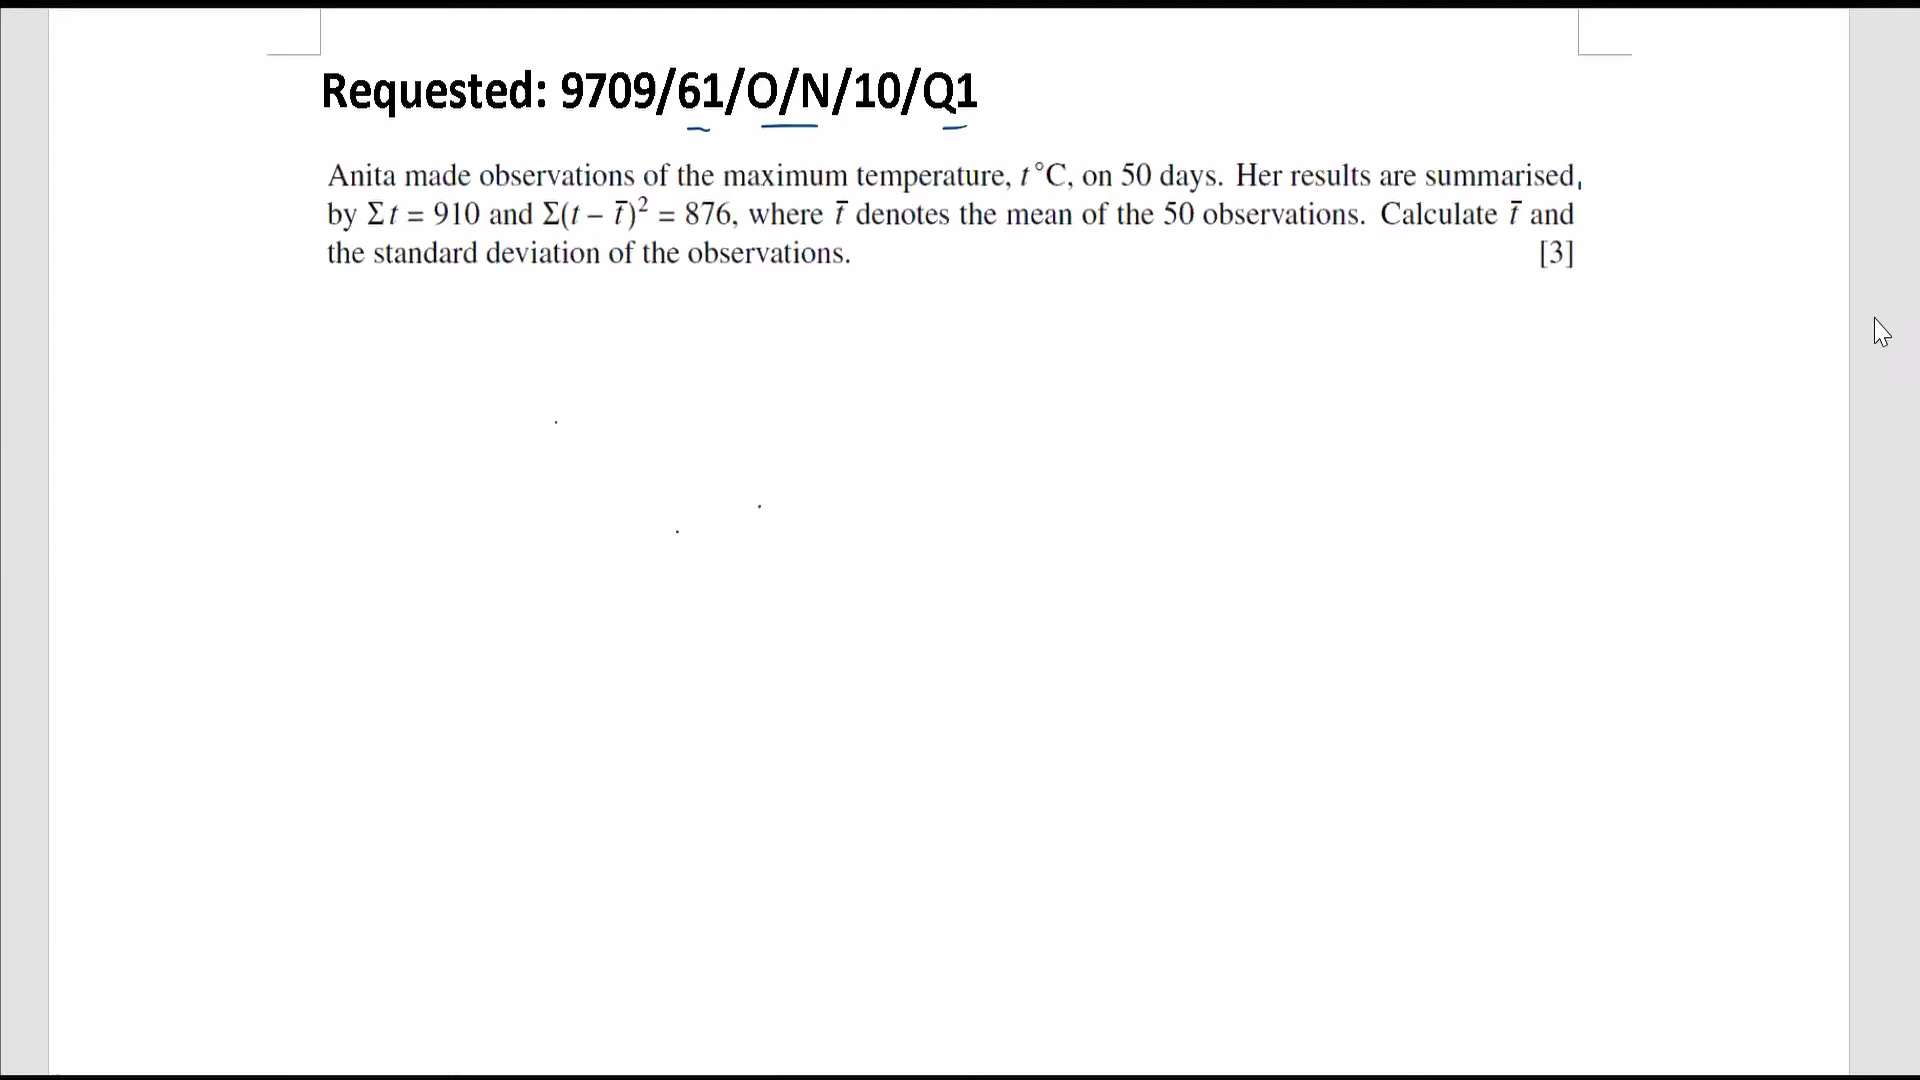 Requested: 9709/61/O/N/10/Q1
Anita made observations of the maximum temperature, t °C, on 50 days. Her results are summarised
by Σt = 910 and Σ(t – t̄)² = 876, where t̄ denotes the mean of the 50 observations. Calculate t̄ and
the standard deviation of the observations. [3]